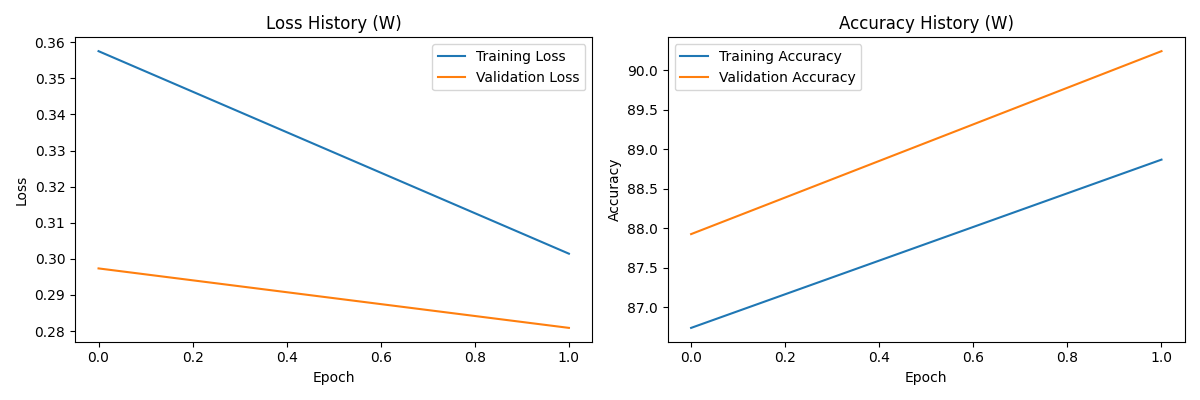 Loss History (W)
0.36
0.35
0.34
0.33
0.32
0.31
0.30
0.29
0.28
Loss
Training Loss
Validation Loss
0.0 0.2 0.4 0.6 0.8 1.0
Epoch
Accuracy History (W)
90.0
89.5
89.0
88.5
88.0
87.5
87.0
Accuracy
Training Accuracy
Validation Accuracy
0.0 0.2 0.4 0.6 0.8 1.0
Epoch